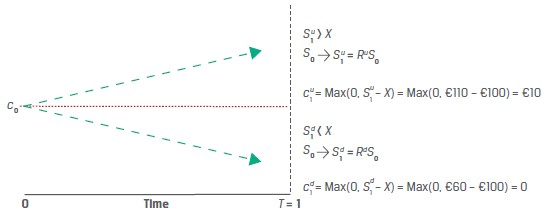 S₁ᵘ⟩ X
S₀ → S₁ᵘ = RᵘS₀
c₁ᵘ = Max(0, S₁ᵘ – X) = Max(0, €110 – €100) = €10
c₀
S₁ᵈ⟨ X
S₀ → S₁ᵈ = RᵈS₀
c₁ᵈ = Max(0, S₁ᵈ – X) = Max(0, €60 – €100) = 0
0 Time T = 1